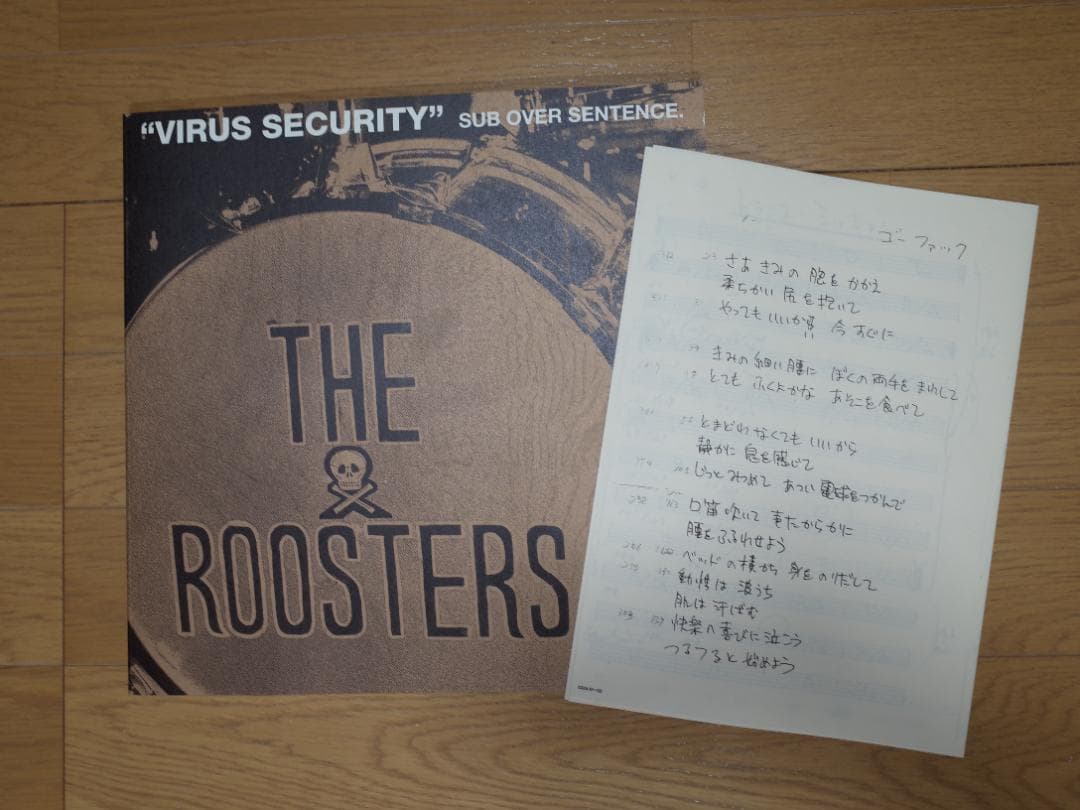 “VIRUS SECURITY” SUB OVER SENTENCE.
THE
ROOSTERS
ゴーファック
さあ きみの 腿を かかえ
柔らかい 尻を抱いて
やってもいいかい 今 すぐに
きみの細い腰に ぼくの両手を まわして
とても ふくよかな あそこを食べて
とまどわなくても いいから
静かに 息を感じて
じっと みつめて あつい 電球をつかんで
口笛 吹いて 声たからかに
腰をふるわせよう
ベッドの横から 身をのりだして
動悸は 波うち
肌は 汗ばむ
快楽へ 喜びに泣こう
つるつると 始めよう